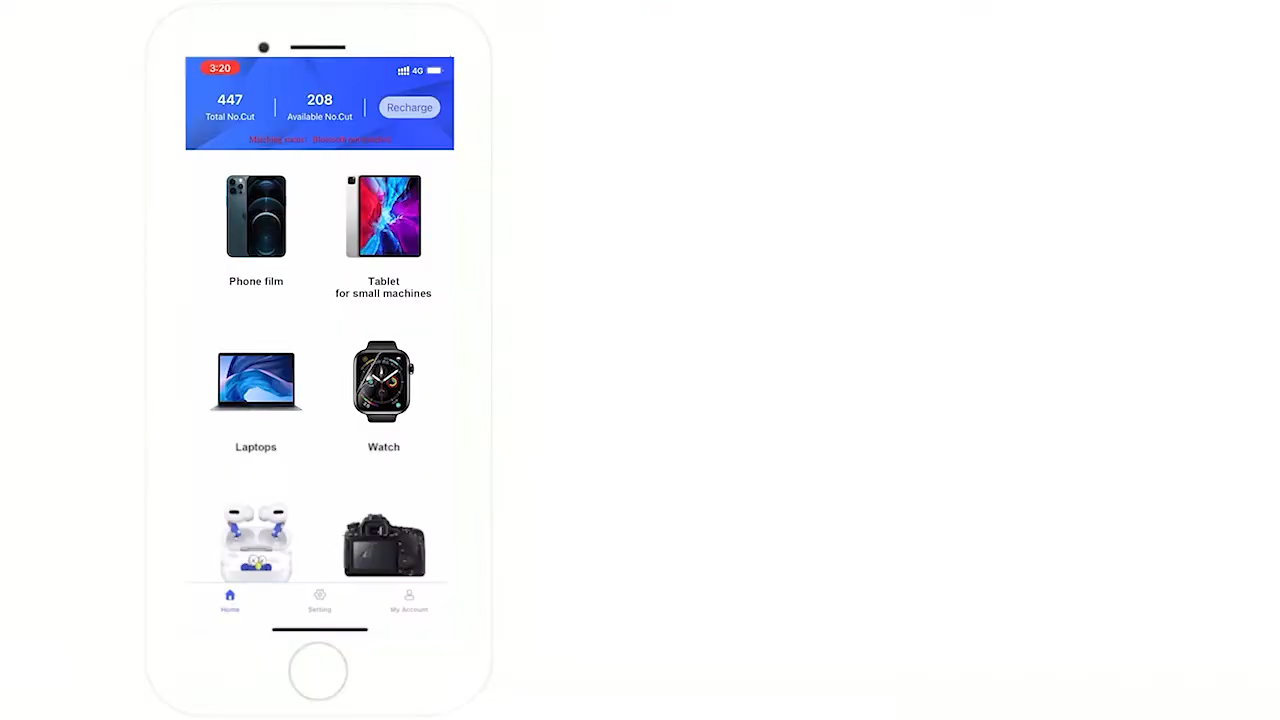 3:20
4G
447
208
Recharge
Total No.Cut
Available No.Cut
Phone film
Tablet
for small machines
Laptops
Watch
Home
Setting
My Account